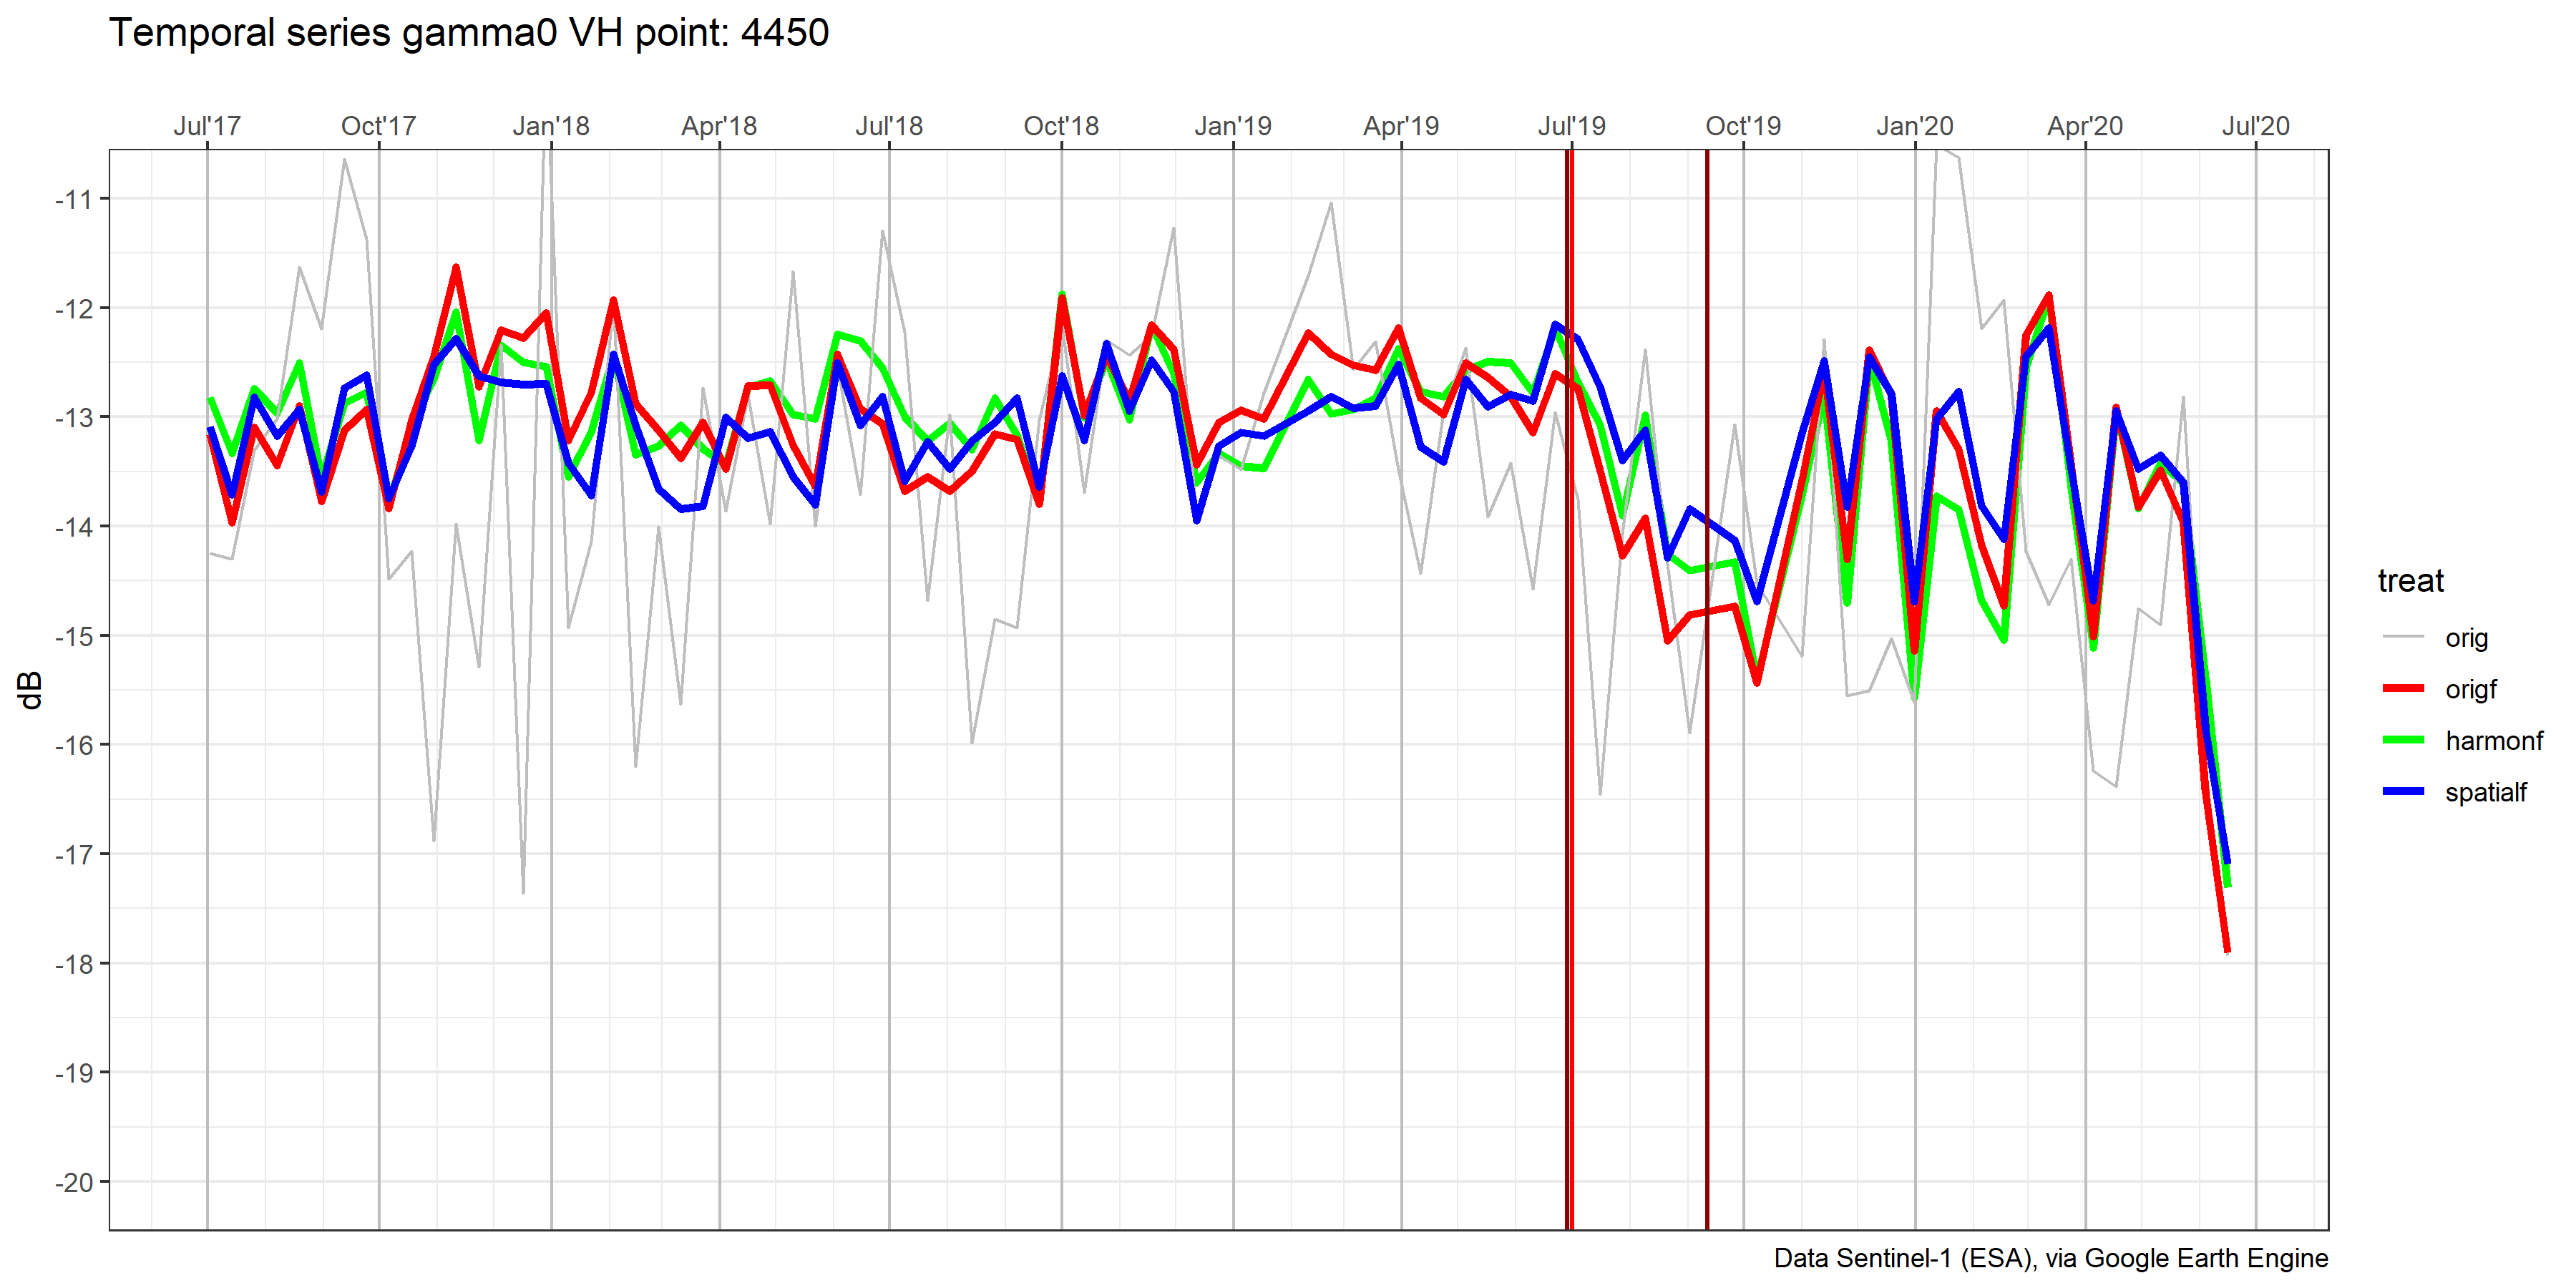 Temporal series gamma0 VH point: 4450
Jul'17 Oct'17 Jan'18 Apr'18 Jul'18 Oct'18 Jan'19 Apr'19 Jul'19 Oct'19 Jan'20 Apr'20 Jul'20
-11
-12
-13
-14
-15
-16
-17
-18
-19
-20
dB
treat
orig
origf
harmonf
spatialf
Data Sentinel-1 (ESA), via Google Earth Engine